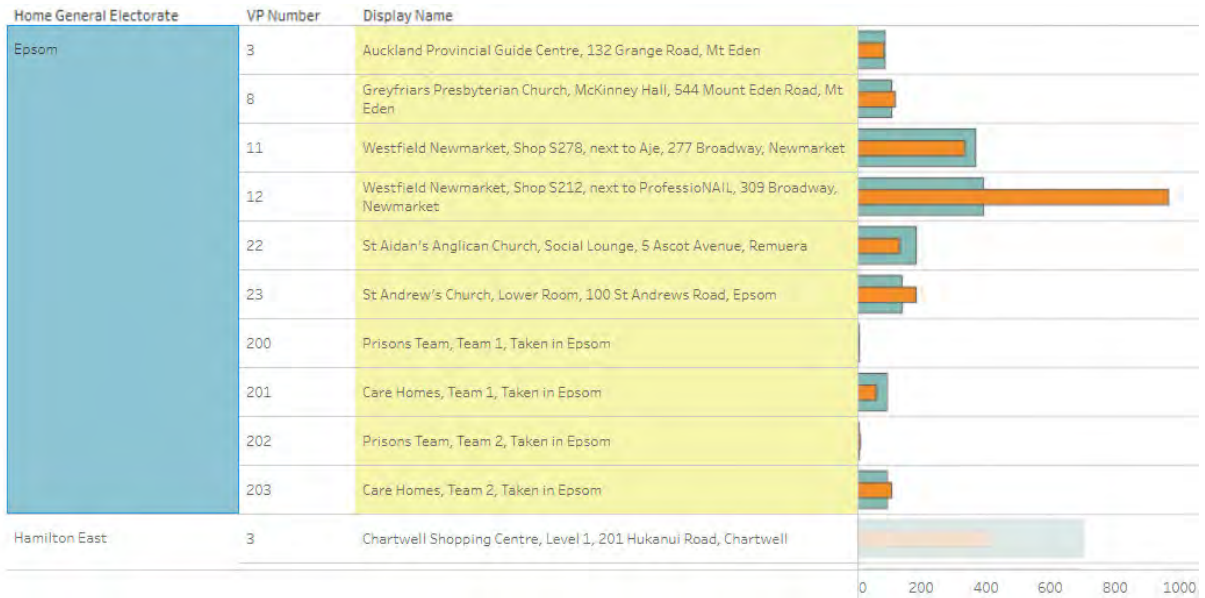 Home General Electorate VP Number Display Name
Epsom 3 Auckland Provincial Guide Centre, 132 Grange Road, Mt Eden
8 Greyfriars Presbyterian Church, McKinney Hall, 544 Mount Eden Road, Mt
Eden
11 Westfield Newmarket, Shop S278, next to Aje, 277 Broadway, Newmarket
12 Westfield Newmarket, Shop S212, next to ProfessioNAIL, 309 Broadway,
Newmarket
22 St Aidan's Anglican Church, Social Lounge, 5 Ascot Avenue, Remuera
23 St Andrew's Church, Lower Room, 100 St Andrews Road, Epsom
200 Prisons Team, Team 1, Taken in Epsom
201 Care Homes, Team 1, Taken in Epsom
202 Prisons Team, Team 2, Taken in Epsom
203 Care Homes, Team 2, Taken in Epsom
Hamilton East 3 Chartwell Shopping Centre, Level 1, 201 Hukanui Road, Chartwell
0 200 400 600 800 1000